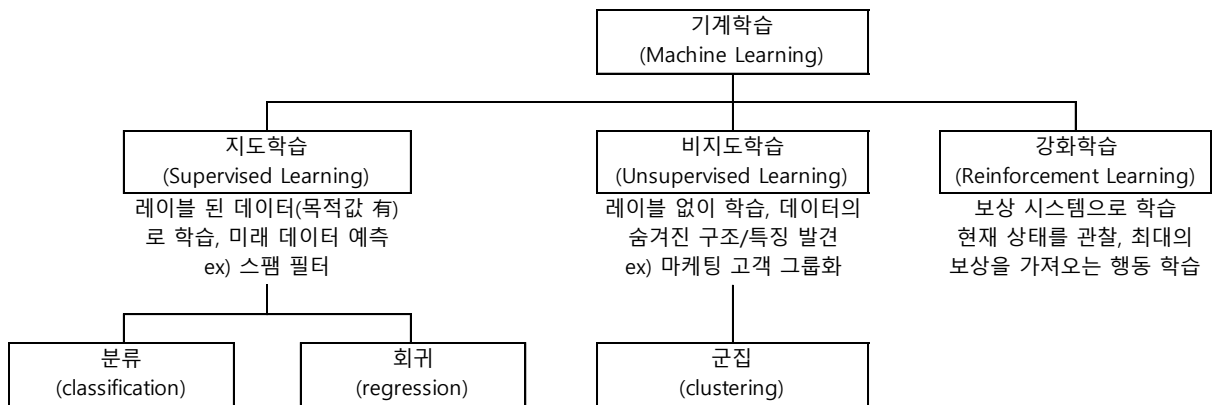 기계학습
(Machine Learning)
지도학습
(Supervised Learning)
레이블 된 데이터(목적값 有)
로 학습, 미래 데이터 예측
ex) 스팸 필터
비지도학습
(Unsupervised Learning)
레이블 없이 학습, 데이터의
숨겨진 구조/특징 발견
ex) 마케팅 고객 그룹화
강화학습
(Reinforcement Learning)
보상 시스템으로 학습
현재 상태를 관찰, 최대의
보상을 가져오는 행동 학습
분류
(classification)
회귀
(regression)
군집
(clustering)